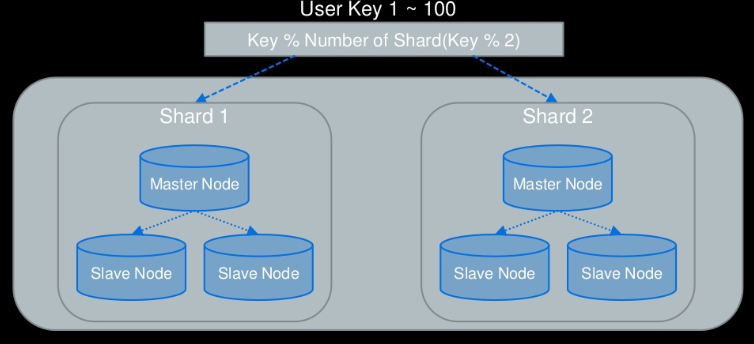 User Key 1 ~ 100
Key % Number of Shard(Key % 2)
Shard 1
Shard 2
Master Node
Master Node
Slave Node
Slave Node
Slave Node
Slave Node